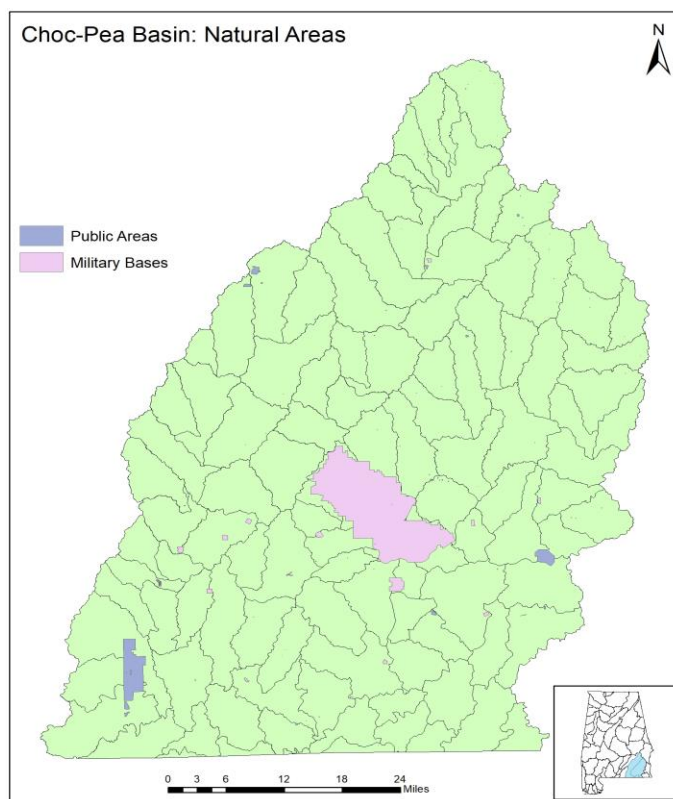 Choc-Pea Basin: Natural Areas
N
Public Areas
Military Bases
0 3 6 12 18 24
Miles